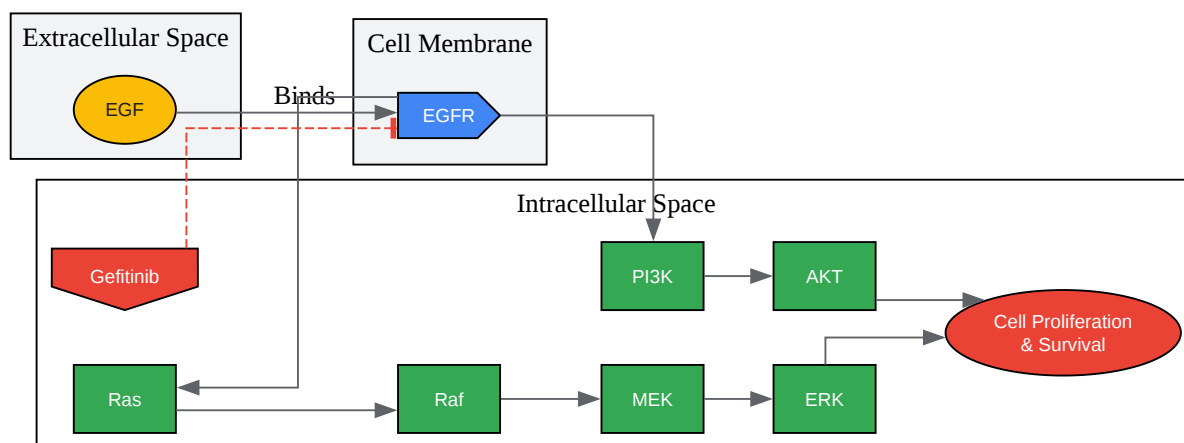 Extracellular Space
Cell Membrane
EGF
Binds
EGFR
Intracellular Space
Gefitinib
PI3K
AKT
Cell Proliferation
& Survival
Ras
Raf
MEK
ERK